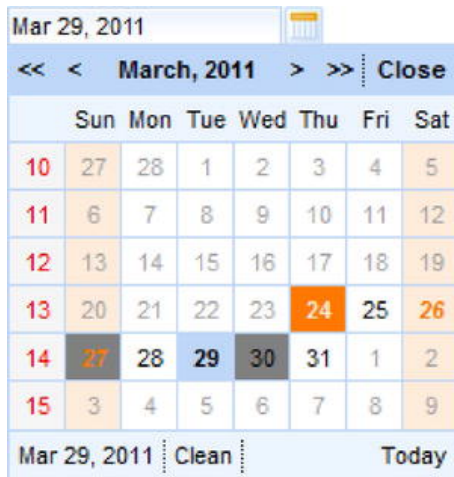 Mar 29, 2011
<< < March, 2011 > >> Close
Sun Mon Tue Wed Thu Fri Sat
10 27 28 1 2 3 4 5
11 6 7 8 9 10 11 12
12 13 14 15 16 17 18 19
13 20 21 22 23 24 25 26
14 27 28 29 30 31 1 2
15 3 4 5 6 7 8 9
Mar 29, 2011 Clean Today